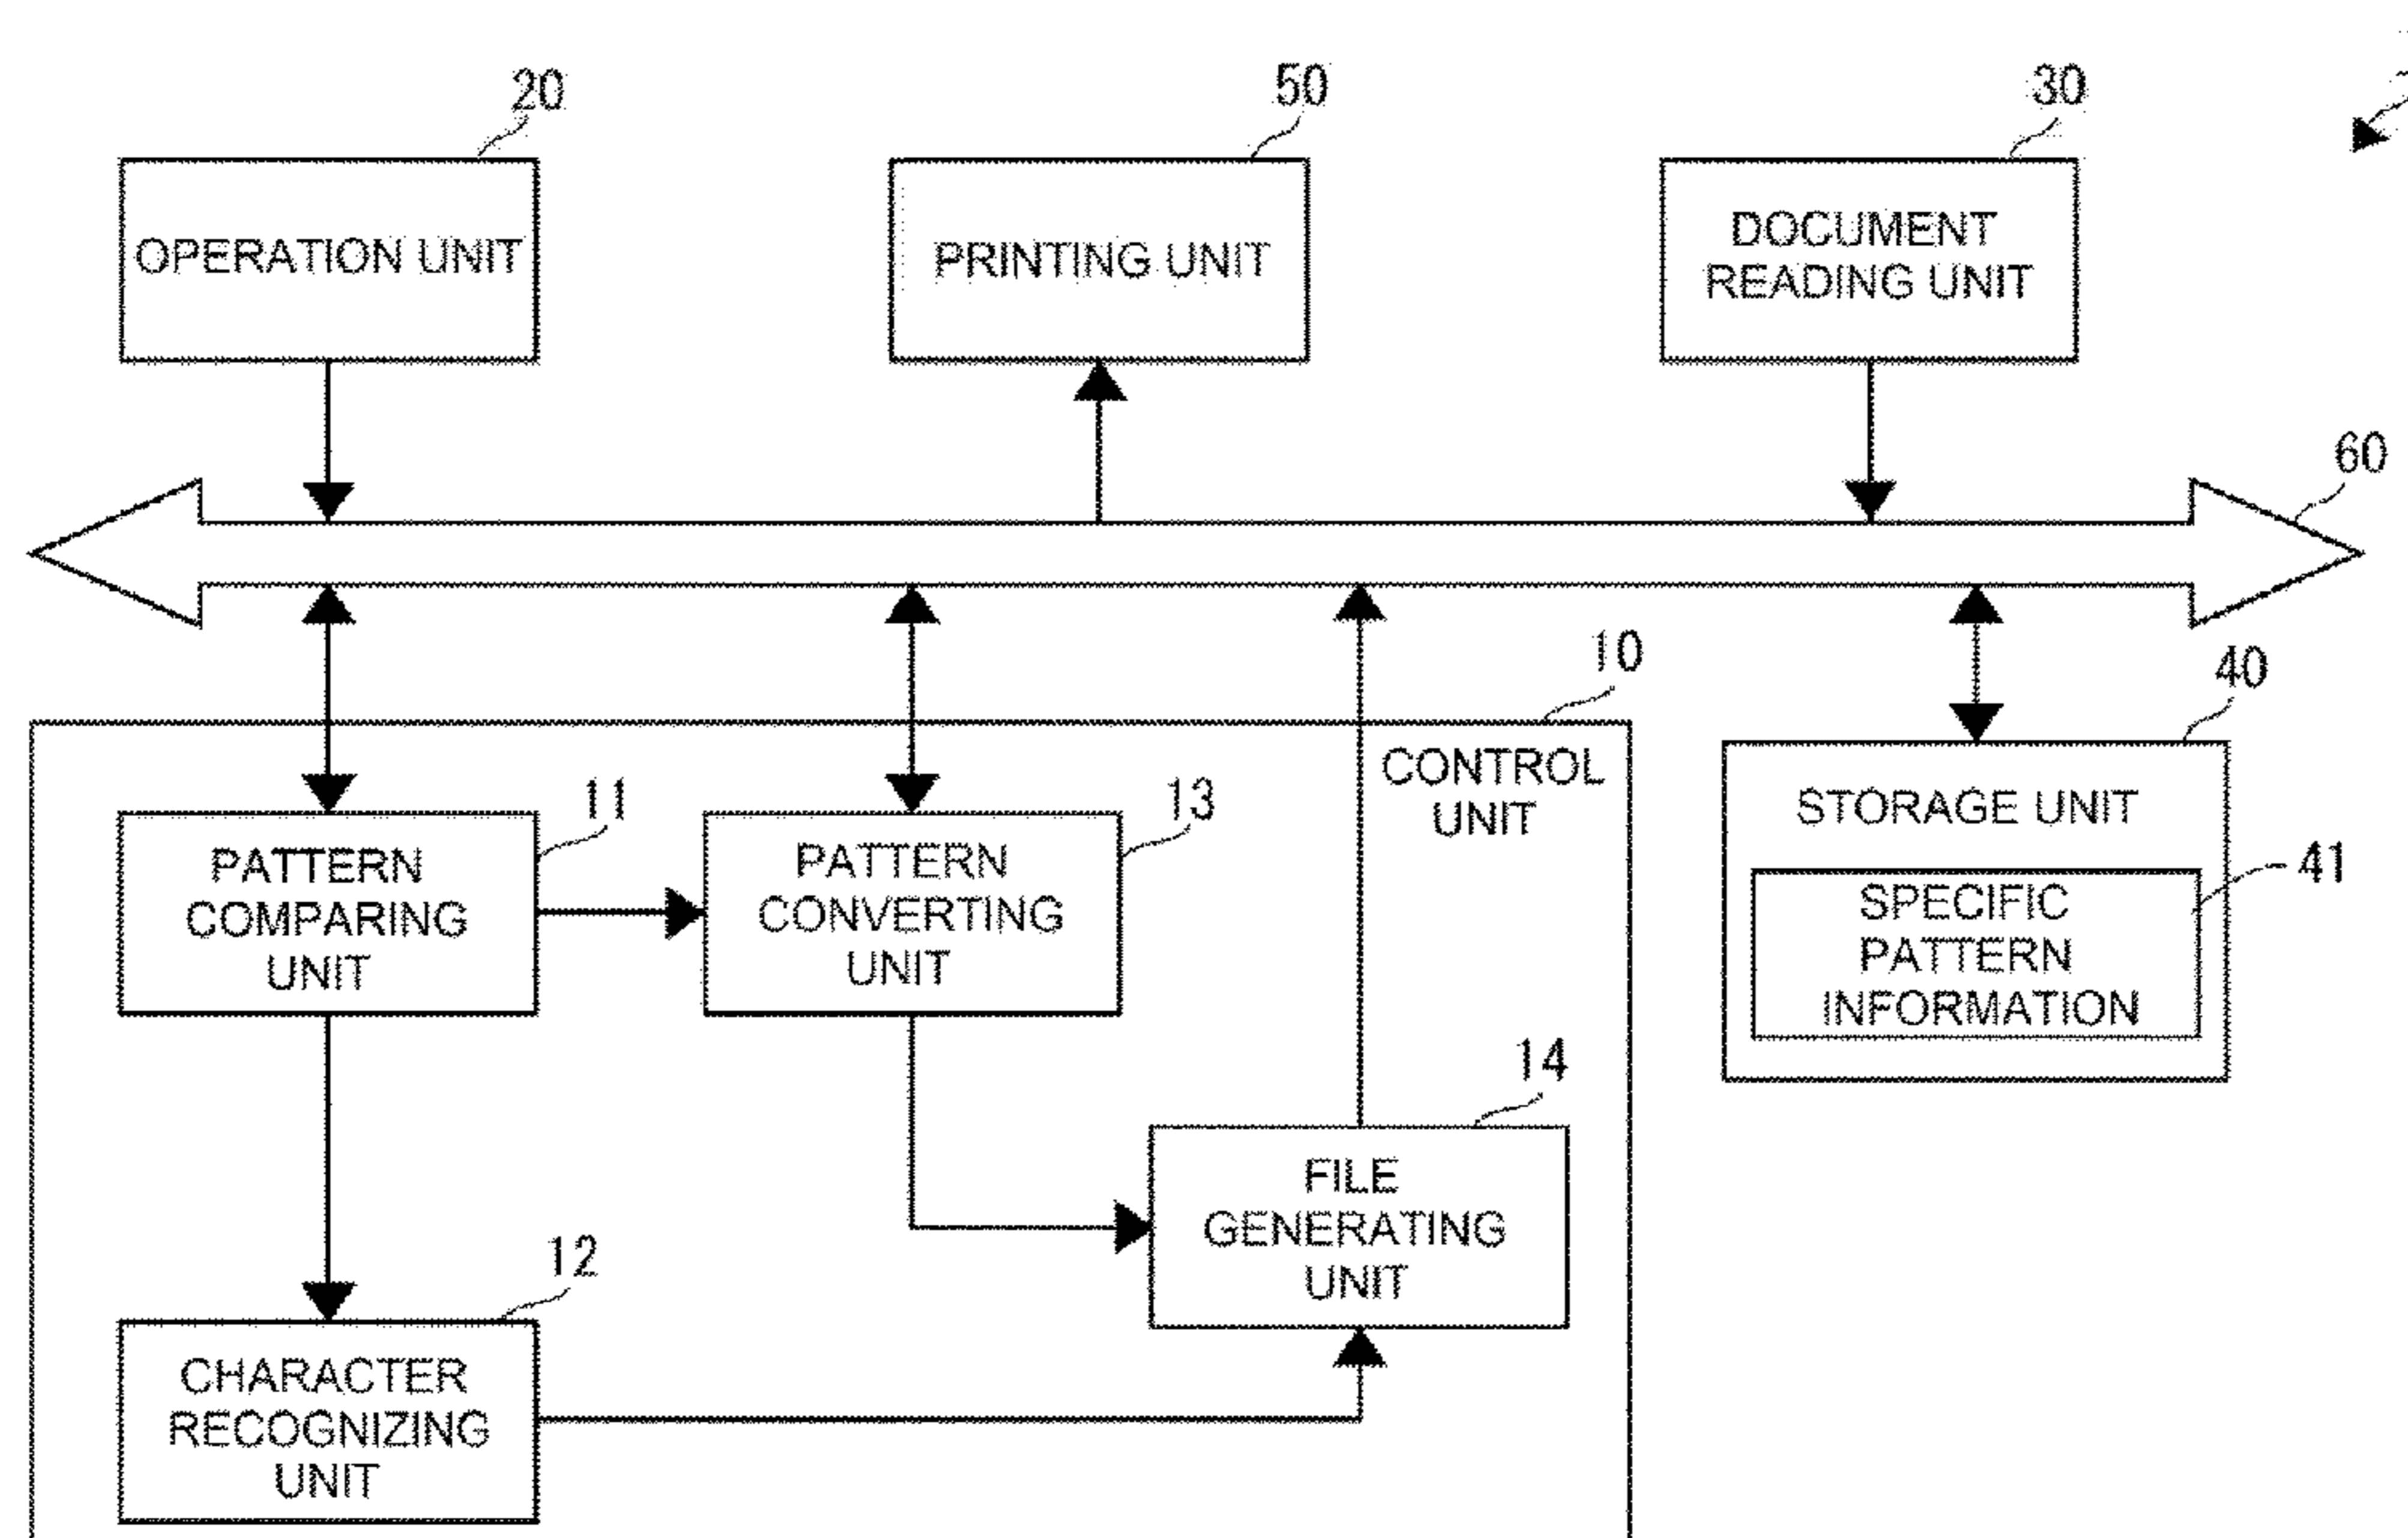 20
50
30
OPERATION UNIT
PRINTING UNIT
DOCUMENT
READING UNIT
60
10
40
CONTROL
UNIT
11
13
STORAGE UNIT
PATTERN
COMPARING
UNIT
PATTERN
CONVERTING
UNIT
41
SPECIFIC
PATTERN
INFORMATION
14
FILE
GENERATING
UNIT
12
CHARACTER
RECOGNIZING
UNIT